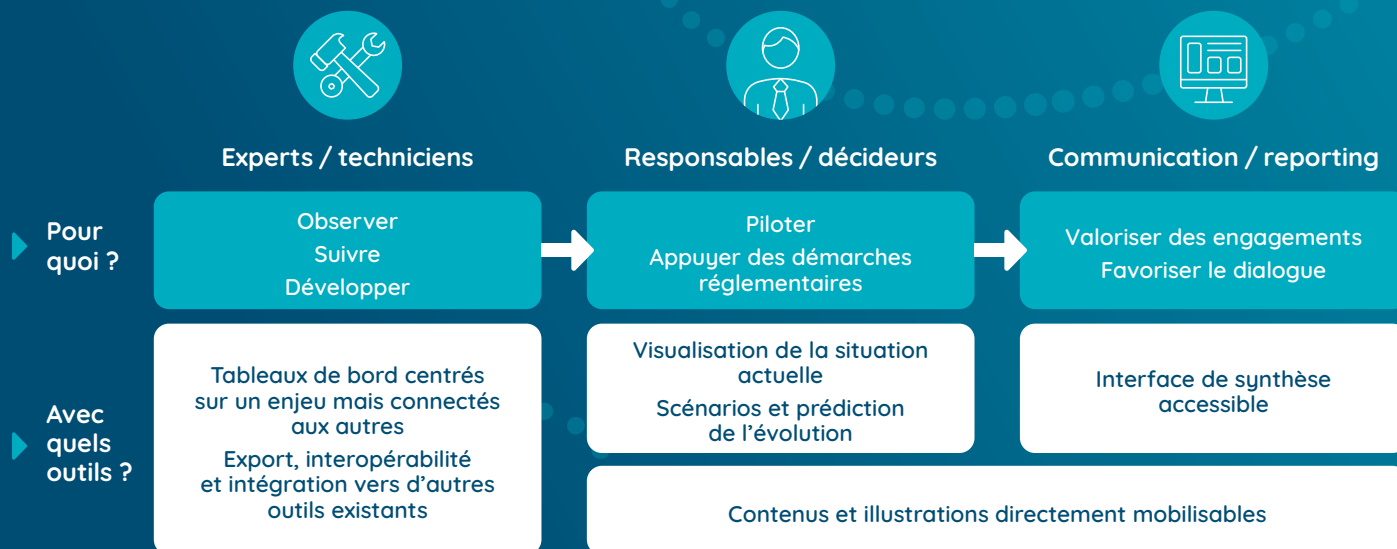 Experts / techniciens
Responsables / décideurs
Communication / reporting
Pour
quoi ?
Observer
Suivre
Développer
Piloter
Appuyer des démarches
réglementaires
Valoriser des engagements
Favoriser le dialogue
Avec
quels
outils ?
Tableaux de bord centrés
sur un enjeu mais connectés
aux autres
Export, interopérabilité
et intégration vers d’autres
outils existants
Visualisation de la situation
actuelle
Scénarios et prédiction
de l’évolution
Interface de synthèse
accessible
Contenus et illustrations directement mobilisables